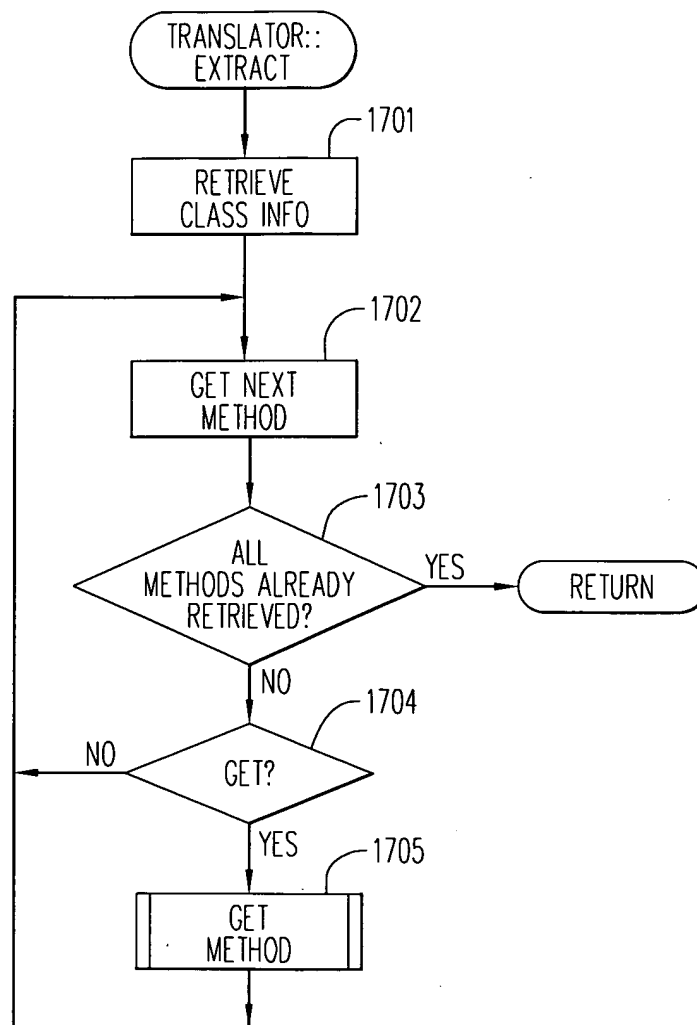 TRANSLATOR::
EXTRACT
1701
RETRIEVE
CLASS INFO
1702
GET NEXT
METHOD
1703
ALL
METHODS ALREADY
RETRIEVED?
YES
RETURN
NO
1704
GET?
NO
YES
1705
GET
METHOD